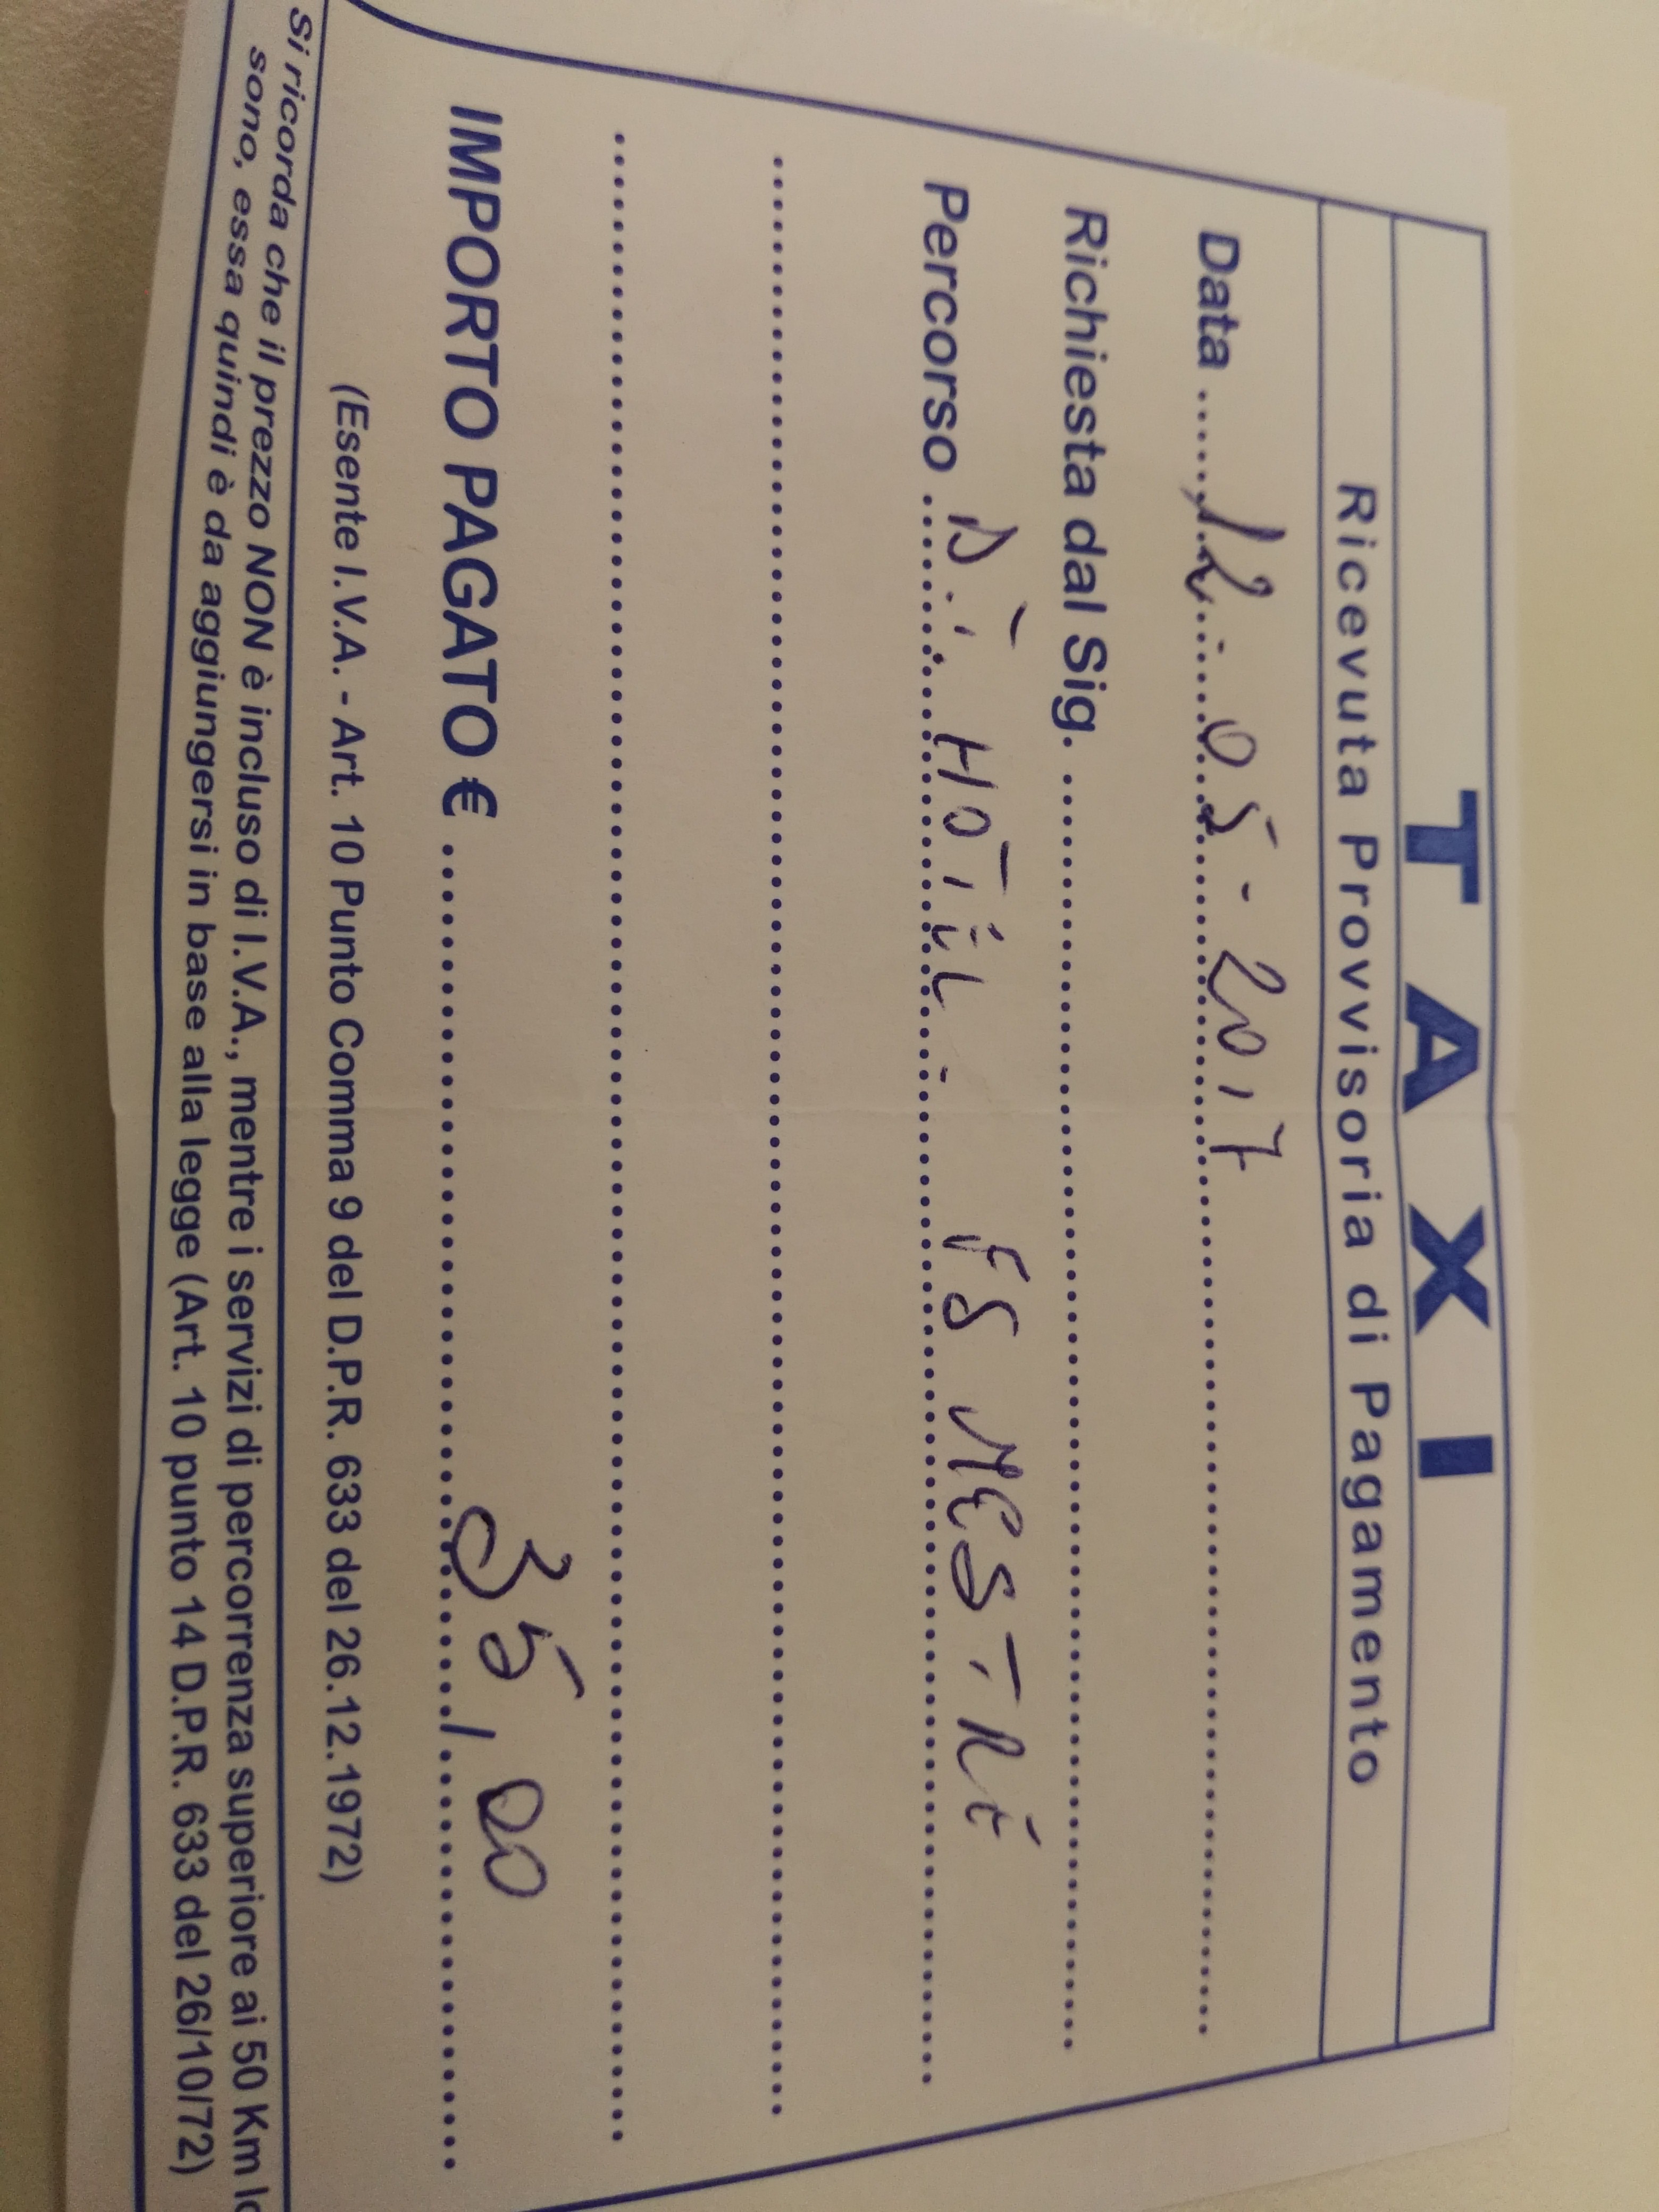 TAXI
Ricevuta Provvisoria di Pagamento
Data ..... 12 - 05 - 2017 .....
Richiesta dal Sig. .....
Percorso ..... HOTEL - FS MESTRE .....
IMPORTO PAGATO € ..... 35,00 .....
(Esente I.V.A. - Art. 10 Punto Comma 9 del D.P.R. 633 del 26.12.1972)
Si ricorda che il prezzo NON è incluso di I.V.A., mentre i servizi di percorrenza superiore ai 50 Km lo
sono, essa quindi è da aggiungersi in base alla legge (Art. 10 punto 14 D.P.R. 633 del 26/10/72)